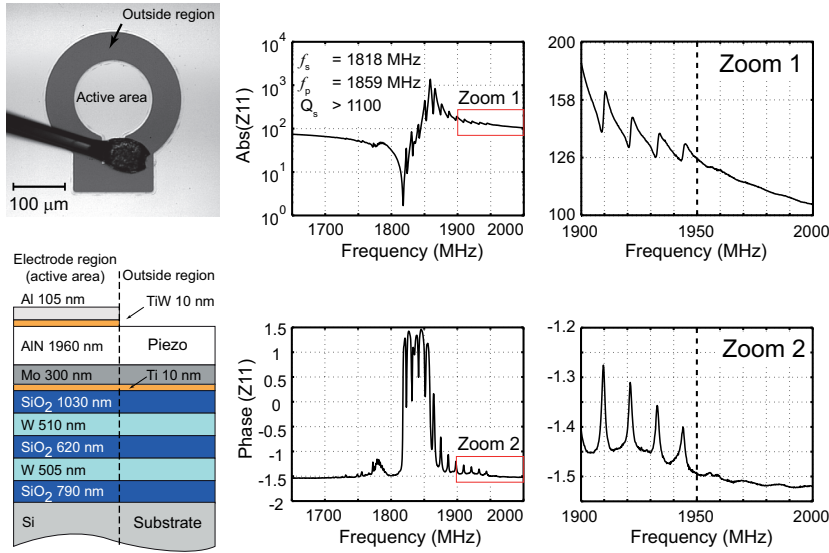 Outside region
Active area
100 μm
Electrode region
(active area)
Outside region
Al 105 nm
TiW 10 nm
AlN 1960 nm
Piezo
Mo 300 nm
Ti 10 nm
SiO2 1030 nm
W 510 nm
SiO2 620 nm
W 505 nm
SiO2 790 nm
Si
Substrate
Abs(Z11)
10^4
10^3
10^2
10^1
10^0
f_s = 1818 MHz
f_p = 1859 MHz
Q_s > 1100
Zoom 1
1700 1800 1900 2000
Frequency (MHz)
200
158
126
100
Zoom 1
1900 1950 2000
Frequency (MHz)
Phase (Z11)
1.5
1
0.5
0
-0.5
-1
-1.5
-2
Zoom 2
1700 1800 1900 2000
Frequency (MHz)
-1.2
-1.3
-1.4
-1.5
Zoom 2
1900 1950 2000
Frequency (MHz)